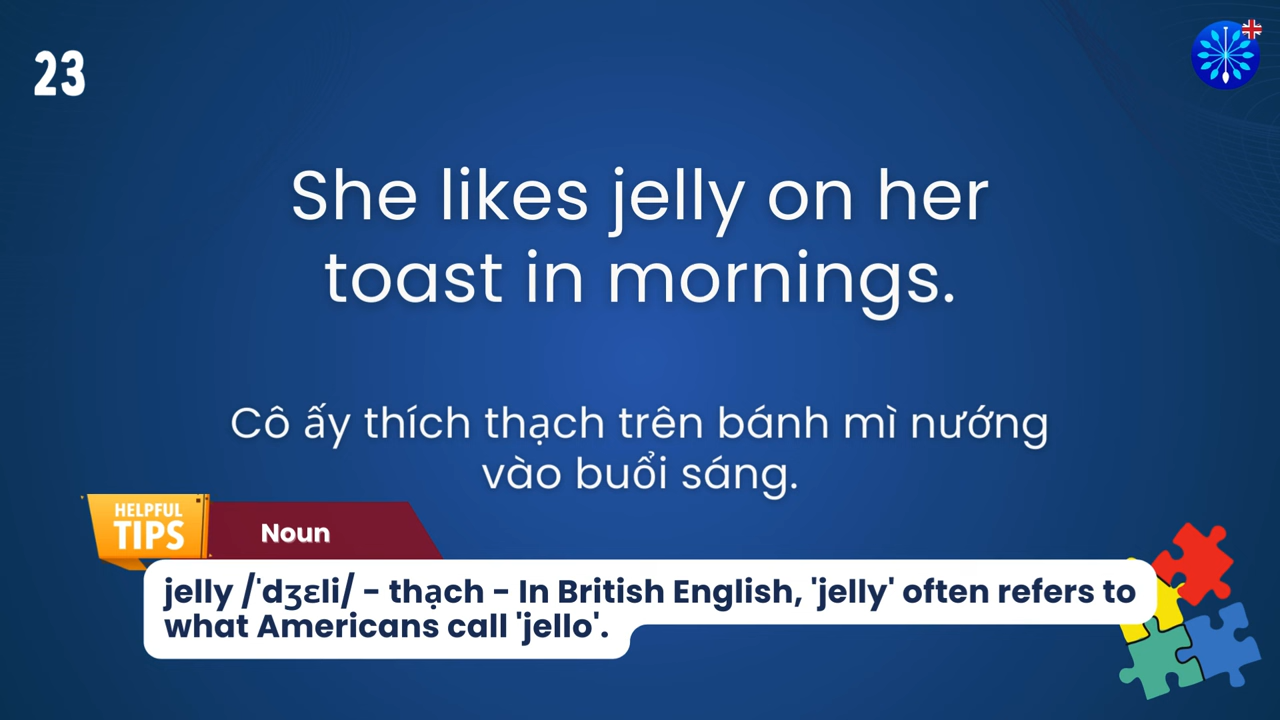 23
She likes jelly on her
toast in mornings.
Cô ấy thích thạch trên bánh mì nướng
vào buổi sáng.
HELPFUL
TIPS
Noun
jelly /ˈdʒɛli/ - thạch - In British English, 'jelly' often refers to
what Americans call 'jello'.